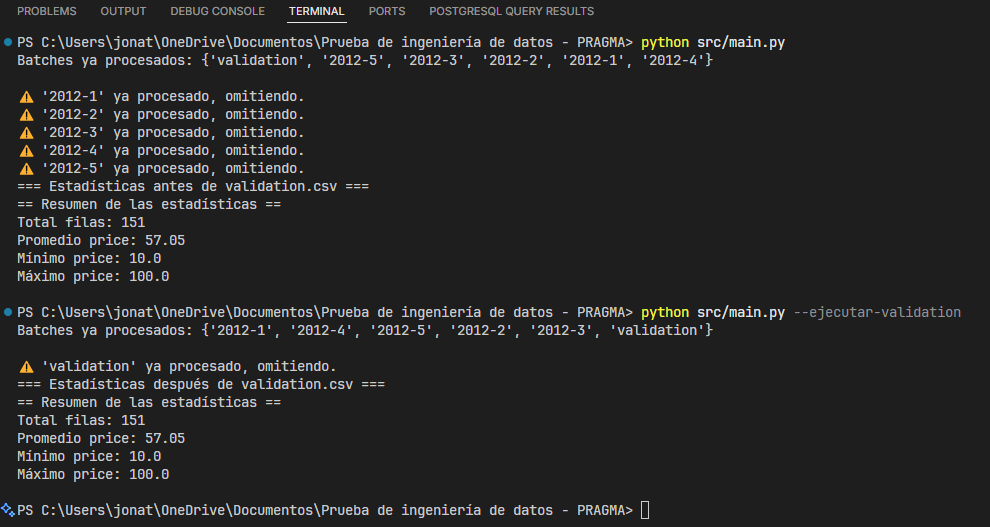 PROBLEMS OUTPUT DEBUG CONSOLE TERMINAL PORTS POSTGRESQL QUERY RESULTS
PS C:\Users\jonat\OneDrive\Documentos\Prueba de ingeniería de datos - PRAGMA> python src/main.py
Batches ya procesados: {'validation', '2012-5', '2012-3', '2012-2', '2012-1', '2012-4'}
⚠ '2012-1' ya procesado, omitiendo.
⚠ '2012-2' ya procesado, omitiendo.
⚠ '2012-3' ya procesado, omitiendo.
⚠ '2012-4' ya procesado, omitiendo.
⚠ '2012-5' ya procesado, omitiendo.
=== Estadísticas antes de validation.csv ===
== Resumen de las estadísticas ==
Total filas: 151
Promedio price: 57.05
Mínimo price: 10.0
Máximo price: 100.0
PS C:\Users\jonat\OneDrive\Documentos\Prueba de ingeniería de datos - PRAGMA> python src/main.py --ejecutar-validation
Batches ya procesados: {'2012-1', '2012-4', '2012-5', '2012-2', '2012-3', 'validation'}
⚠ 'validation' ya procesado, omitiendo.
=== Estadísticas después de validation.csv ===
== Resumen de las estadísticas ==
Total filas: 151
Promedio price: 57.05
Mínimo price: 10.0
Máximo price: 100.0
PS C:\Users\jonat\OneDrive\Documentos\Prueba de ingeniería de datos - PRAGMA>